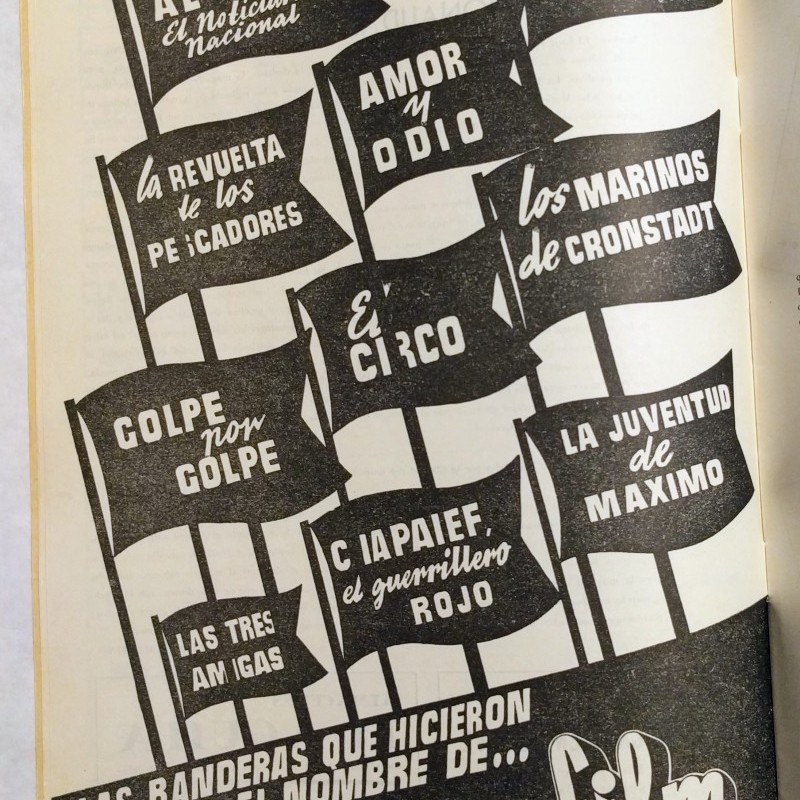 El Noticiario
Nacional
AMOR
y
ODIO
La REVUELTA
de los
PESCADORES
Los MARINOS
de CRONSTADT
El
CIRCO
GOLPE
por
GOLPE
LA JUVENTUD
de
MAXIMO
CHAPAIEF,
el guerrillero
ROJO
LAS TRES
AMIGAS
LAS BANDERAS QUE HICIERON
EL NOMBRE DE...
film